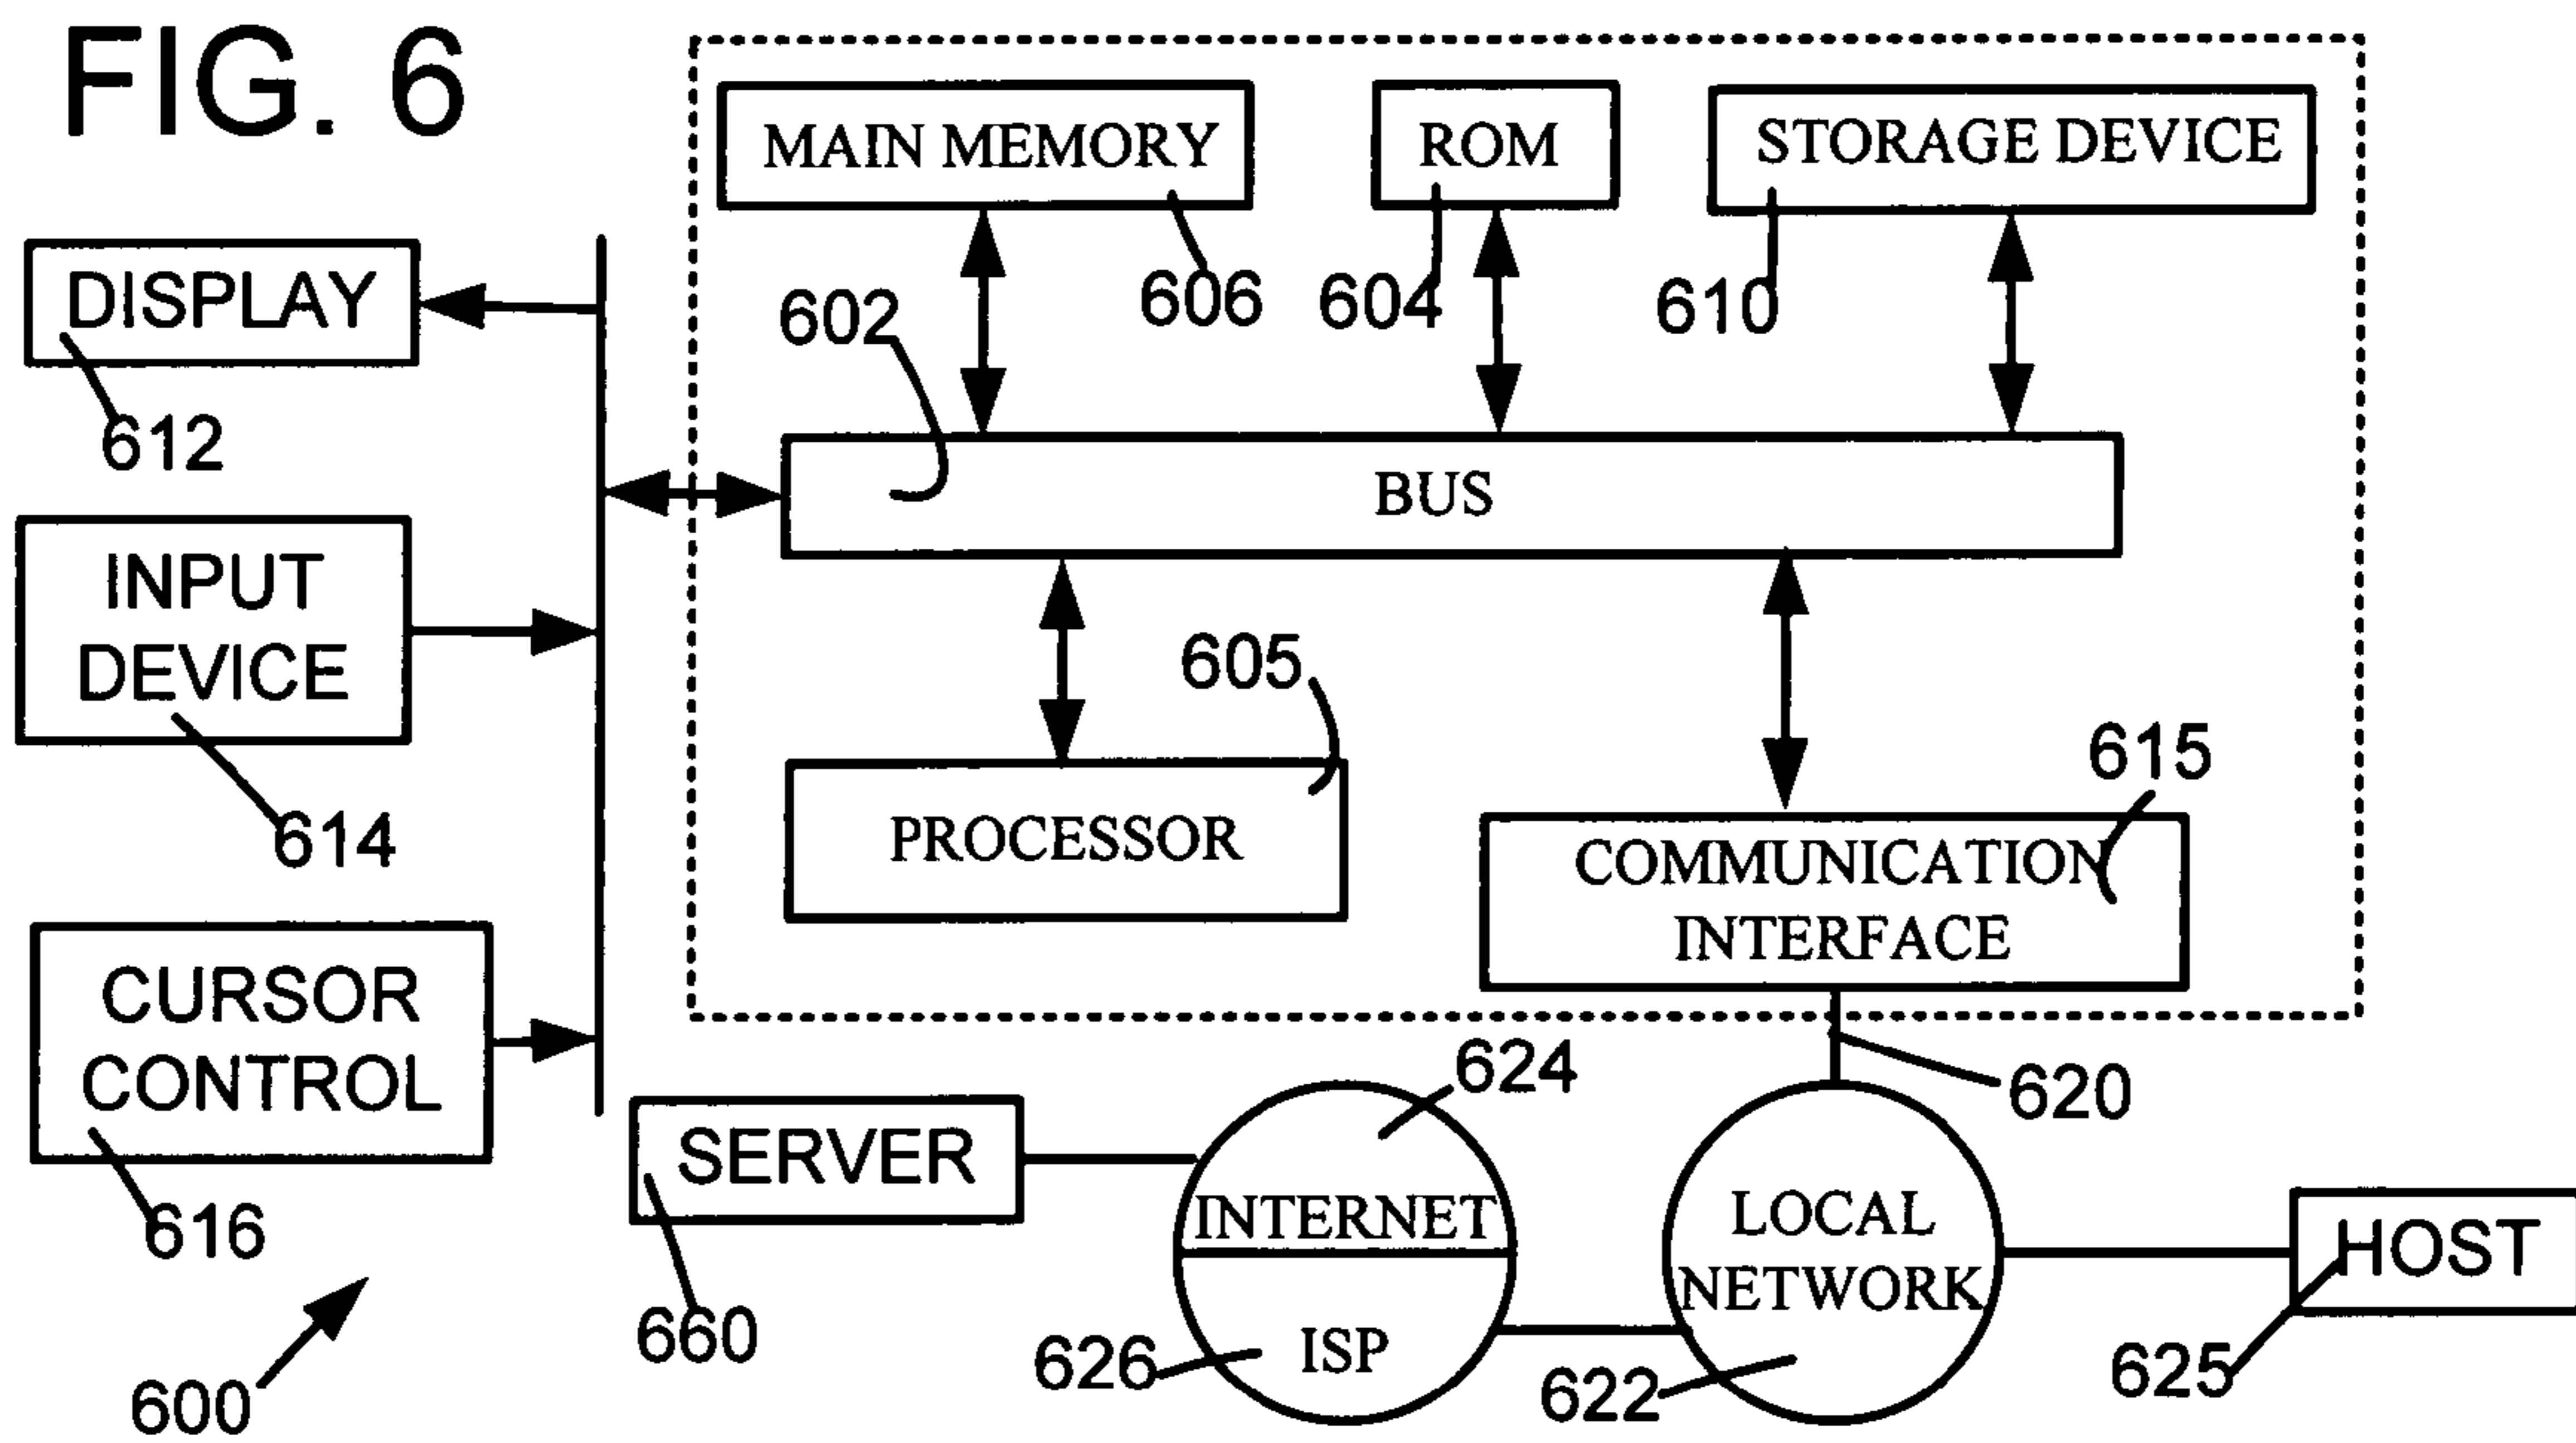 FIG. 6
MAIN MEMORY
ROM
STORAGE DEVICE
606
604
610
602
DISPLAY
612
BUS
INPUT
DEVICE
614
605
PROCESSOR
615
COMMUNICATION
INTERFACE
CURSOR
CONTROL
616
620
624
SERVER
660
INTERNET
ISP
626
LOCAL
NETWORK
622
HOST
625
600